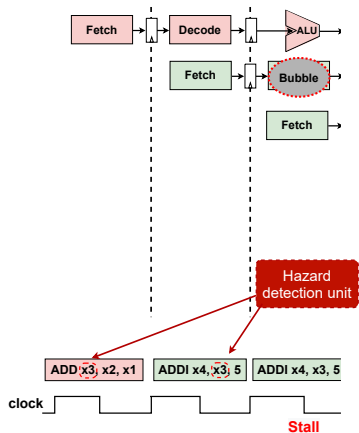 Fetch
Decode
ALU
Fetch
Bubble
Fetch
Hazard
detection unit
ADD x3, x2, x1
ADDI x4, x3, 5
ADDI x4, x3, 5
clock
Stall